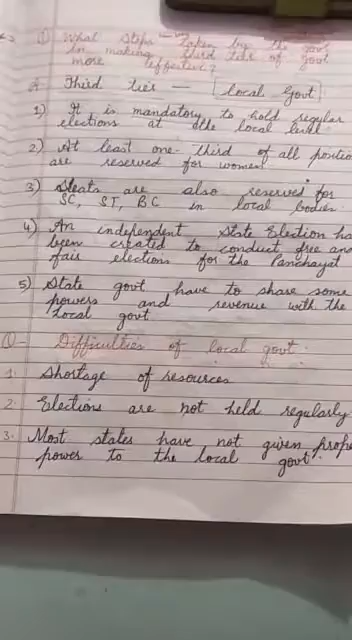 Q What steps taken by the govt
in making third tier of govt
more effective?
A Third tier — Local Govt
1) It is mandatory to hold regular
elections at the local level.
2) At least one-third of all position
are reserved for women
3) Seats are also reserved for
SC, ST, BC in local bodies.
4) An independent State Election ha
been created to conduct free and
fair elections for the Panchayat
5) State govt have to share some
powers and revenue with the
local govt.
Q- Difficulties of local govt.
1. Shortage of resources
2. Elections are not held regularly
3. Most states have not given prope
power to the local govt.